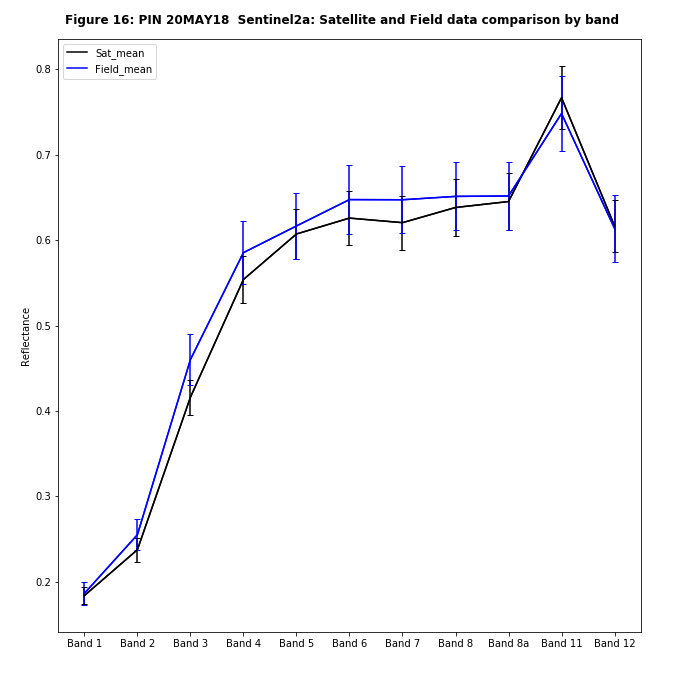 Figure 16: PIN 20MAY18  Sentinel2a: Satellite and Field data comparison by band
Sat_mean
Field_mean
Reflectance
0.8
0.7
0.6
0.5
0.4
0.3
0.2
Band 1 Band 2 Band 3 Band 4 Band 5 Band 6 Band 7 Band 8 Band 8a Band 11 Band 12